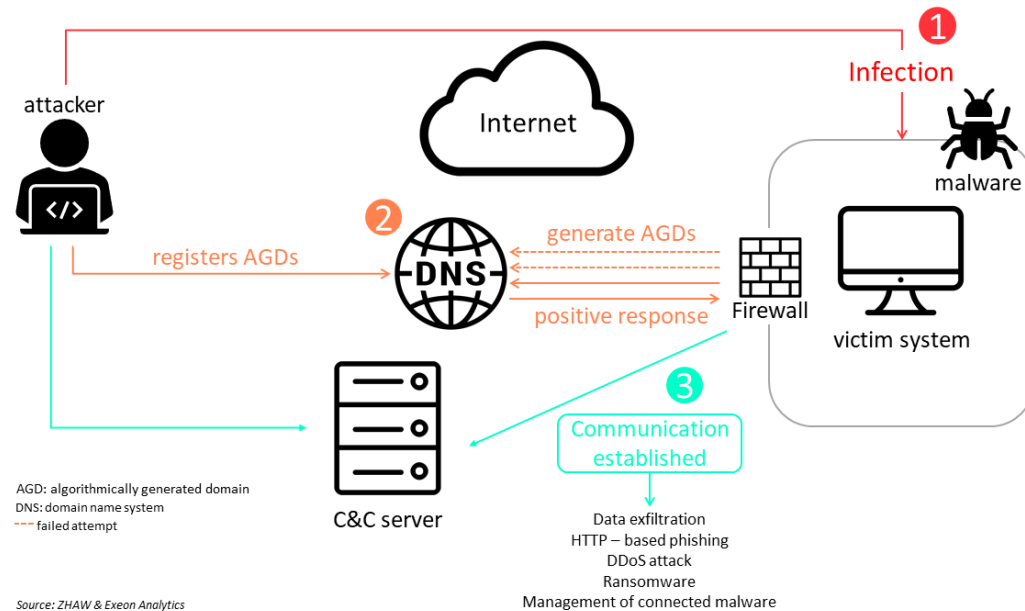 1
Infection
attacker
Internet
malware
</>
2
generate AGDs
registers AGDs
DNS
positive response
Firewall
victim system
3
Communication
established
AGD: algorithmically generated domain
DNS: domain name system
--- failed attempt
C&C server
Data exfiltration
HTTP – based phishing
DDoS attack
Ransomware
Management of connected malware
Source: ZHAW & Exeon Analytics